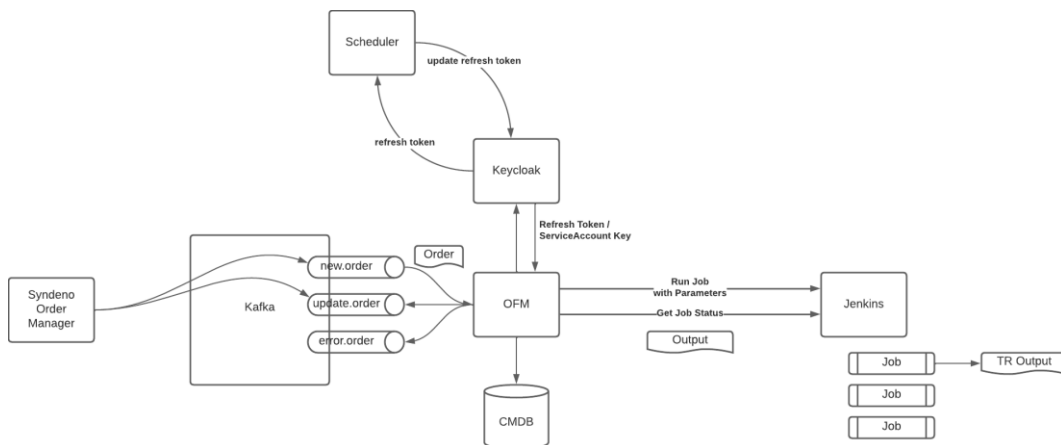 Scheduler
update refresh token
refresh token
Keycloak
Refresh Token /
ServiceAccount Key
Order
new.order
Syndeno
Order
Manager
Kafka
update.order
OFM
Run Job
with Parameters
Get Job Status
Jenkins
error.order
Output
Job
TR Output
Job
Job
CMDB